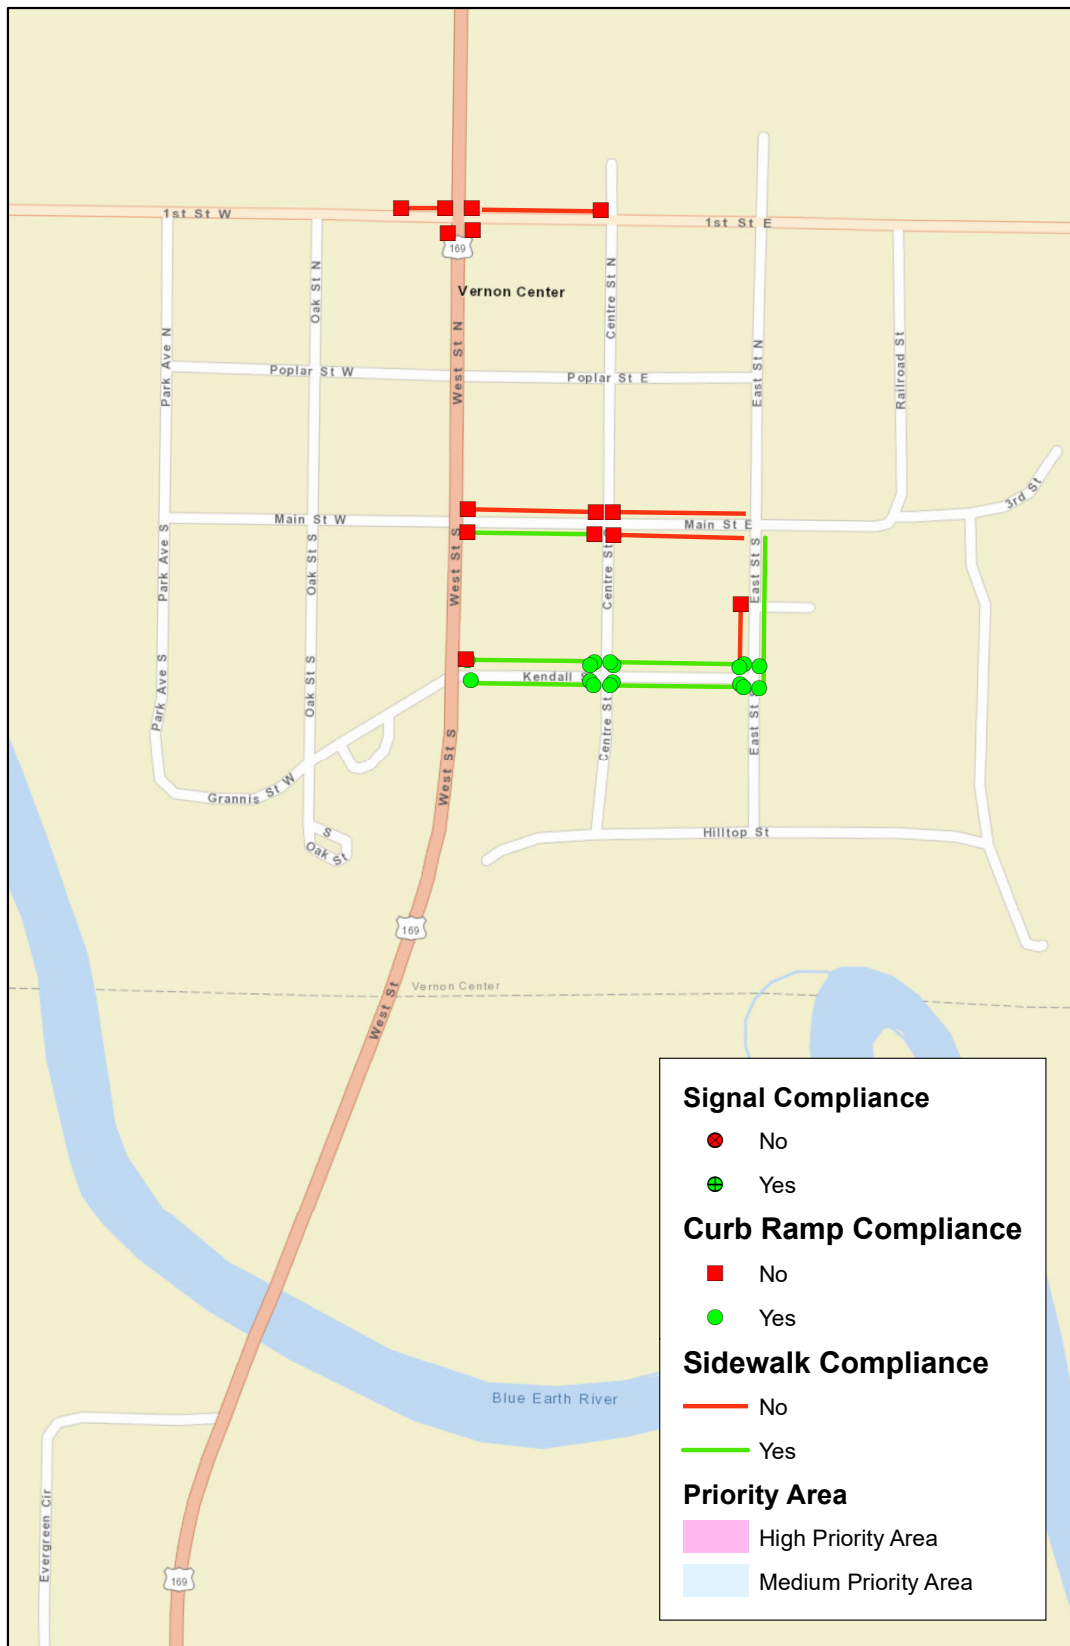 1st St W
1st St E
169
Vernon Center
Oak St N
Centre St N
Park Ave N
West St N
East St N
Railroad St
Poplar St W
Poplar St E
3rd St
Main St W
Main St E
Park Ave S
Oak St S
West St S
Centre St
East St S
Park Ave S
Oak St S
Kendall S
Centre St
East St S
West St S
Grannis St W
S
Oak St
Hilltop St
169
Vernon Center
West St
Blue Earth River
Evergreen Cir
169
Signal Compliance
No
Yes
Curb Ramp Compliance
No
Yes
Sidewalk Compliance
No
Yes
Priority Area
High Priority Area
Medium Priority Area